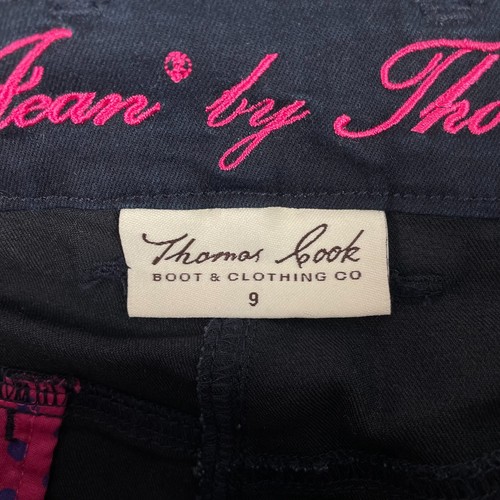 Jean® by Tho
Thomas Cook
BOOT & CLOTHING CO
9